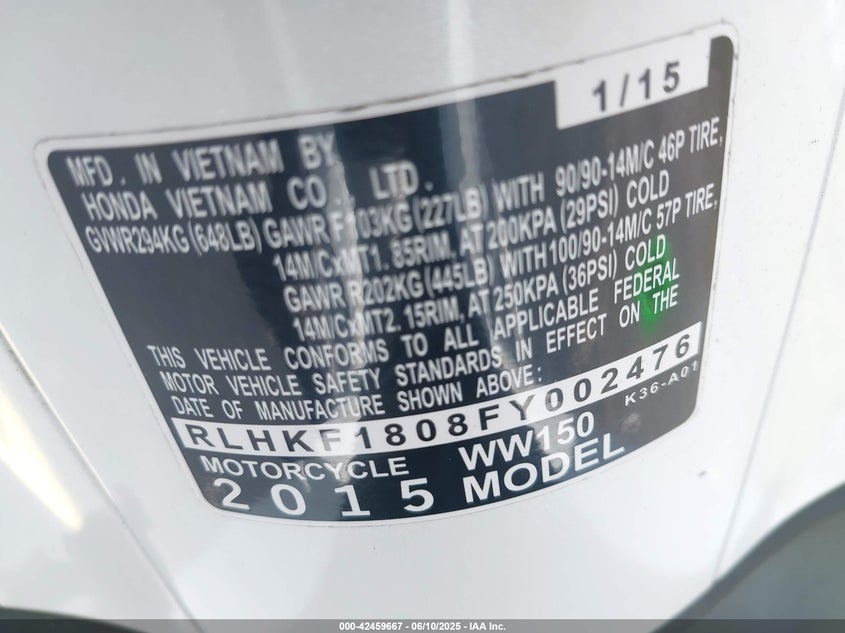 1/15
MFD. IN VIETNAM BY
HONDA VIETNAM CO., LTD.
GVWR294KG (648LB) GAWR F103KG (227LB) WITH 90/90-14M/C 46P TIRE,
14M/CxMT1.85RIM, AT 200KPA (29PSI) COLD
GAWR R202KG (445LB) WITH 100/90-14M/C 57P TIRE,
14M/CxMT2.15RIM, AT 250KPA (36PSI) COLD
THIS VEHICLE CONFORMS TO ALL APPLICABLE FEDERAL
MOTOR VEHICLE SAFETY STANDARDS IN EFFECT ON THE
DATE OF MANUFACTURE SHOWN ABOVE:
RLHKF1808FY002476
K36-A01
MOTORCYCLE WW150
2015 MODEL
000-42459667 - 06/10/2025 - IAA Inc.